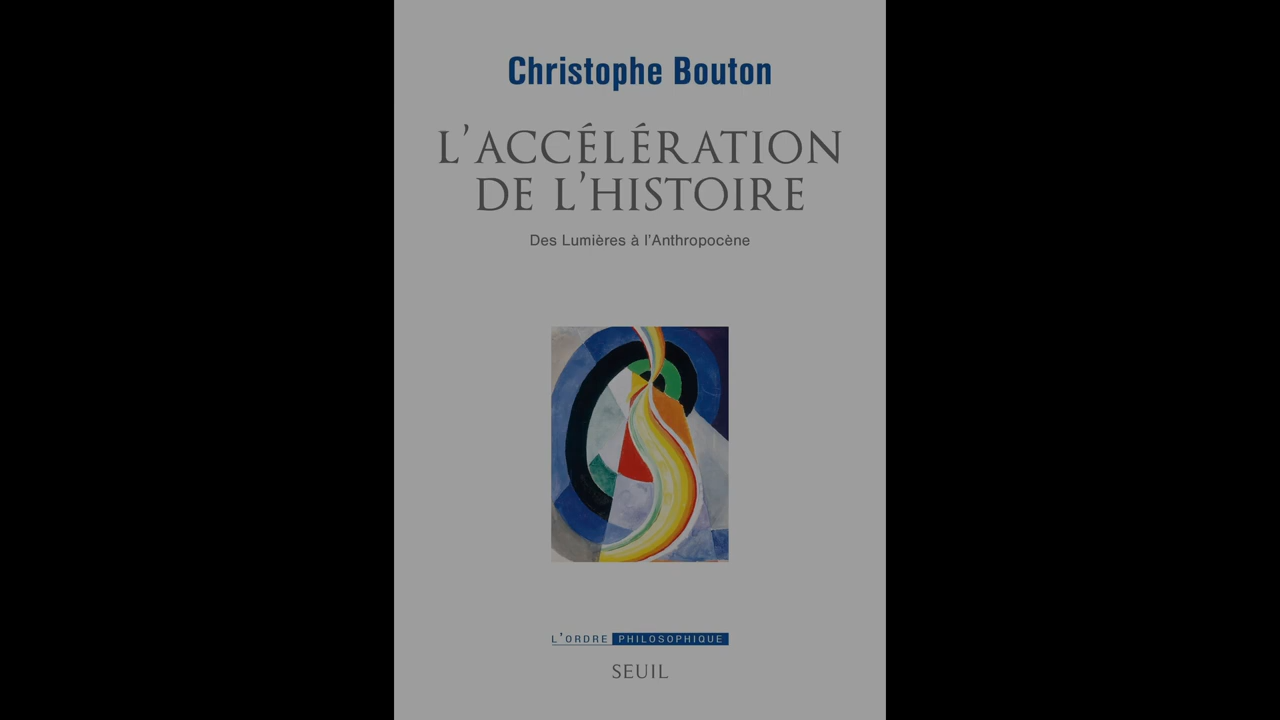 Christophe Bouton
L’ACCÉLÉRATION
DE L’HISTOIRE
Des Lumières à l'Anthropocène
L’ORDRE PHILOSOPHIQUE
SEUIL